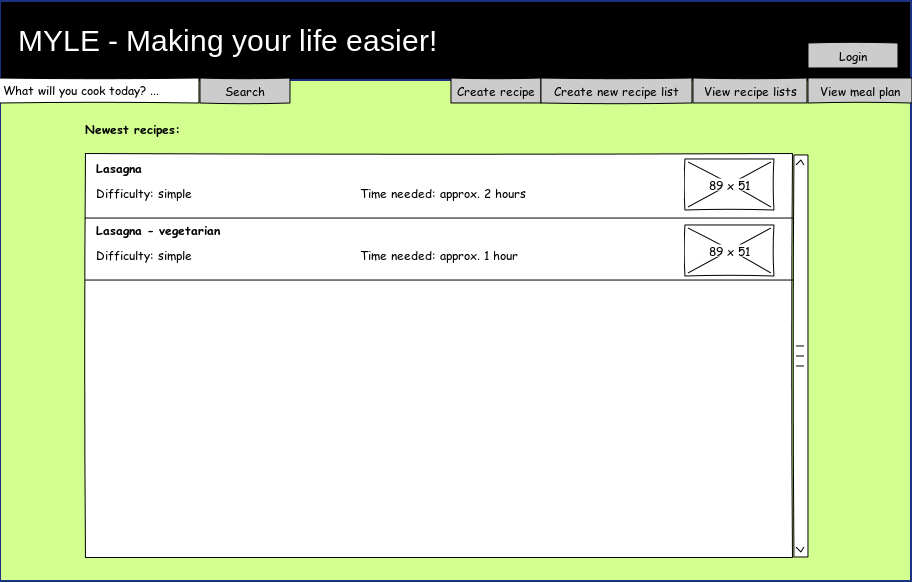 MYLE - Making your life easier!
Login
What will you cook today? ...
Search
Create recipe
Create new recipe list
View recipe lists
View meal plan
Newest recipes:
Lasagna
Difficulty: simple
Time needed: approx. 2 hours
89 x 51
Lasagna - vegetarian
Difficulty: simple
Time needed: approx. 1 hour
89 x 51